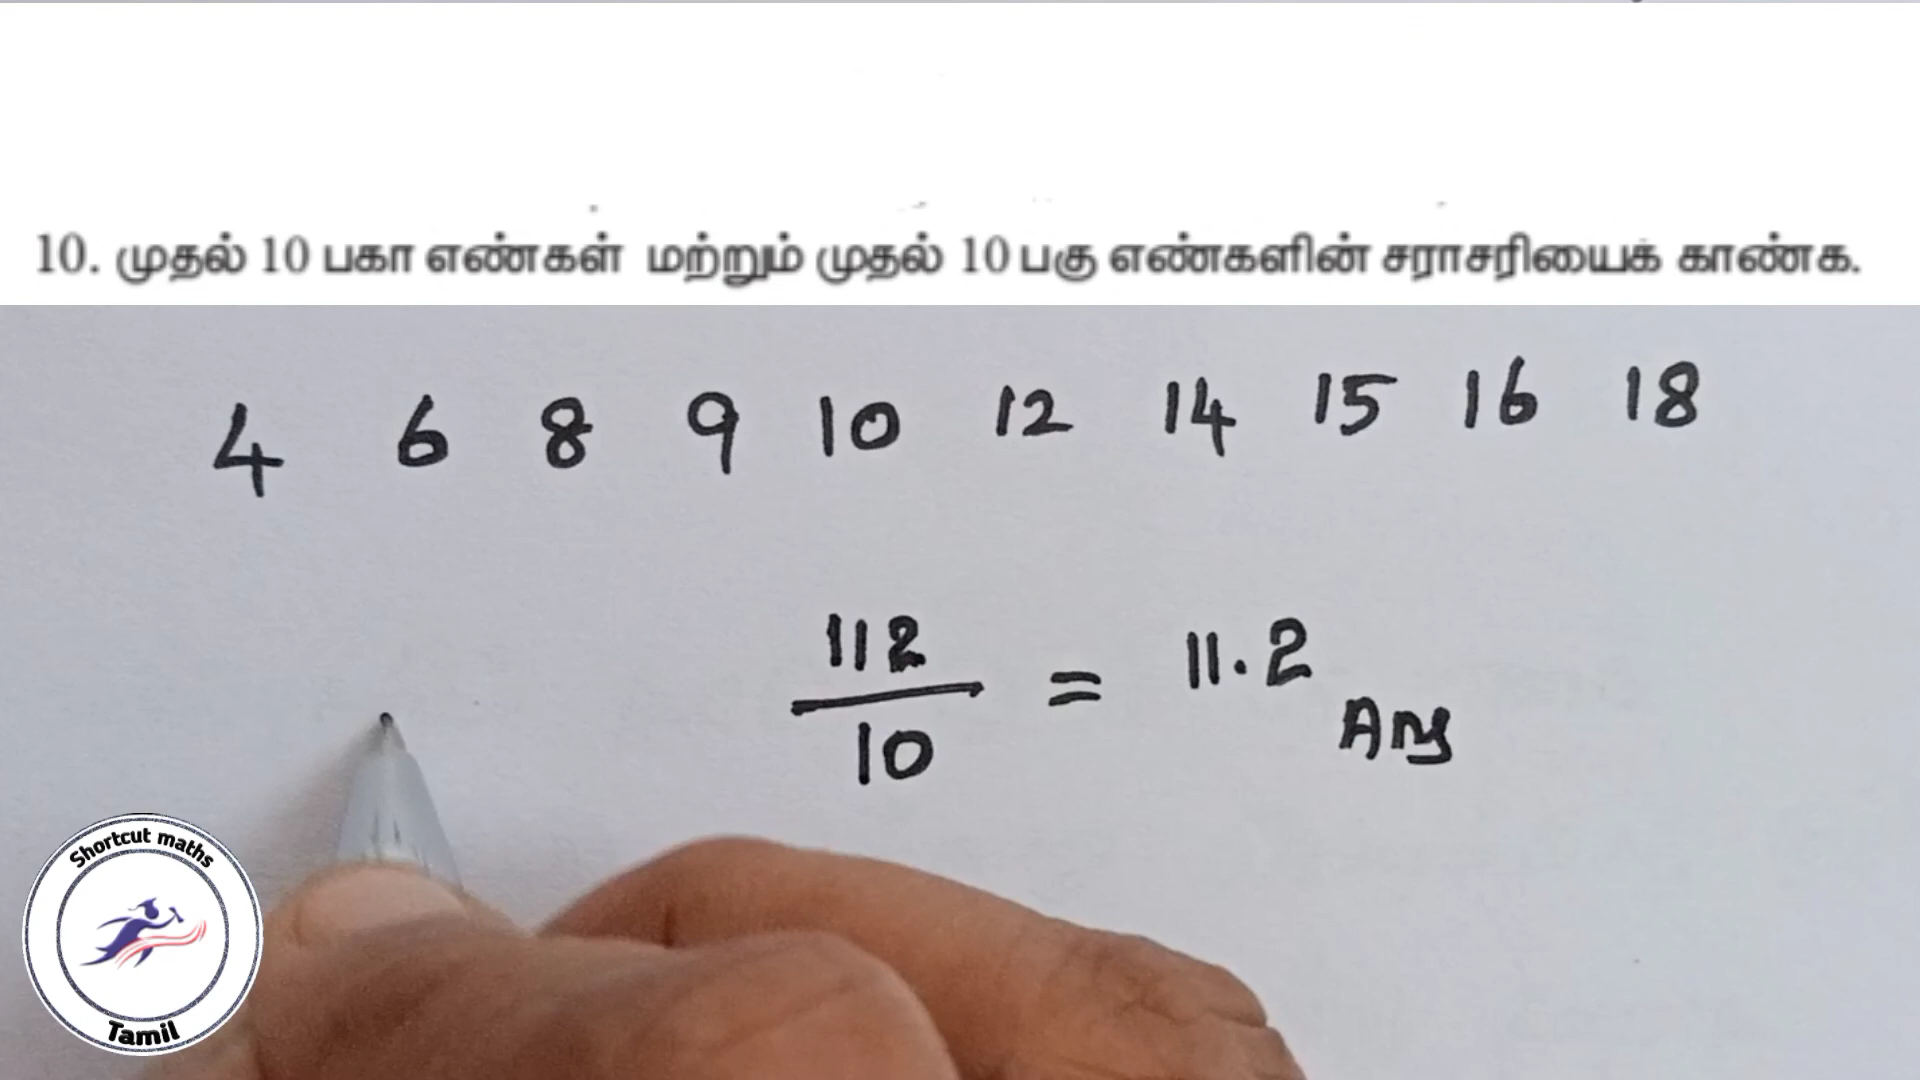 10. முதல் 10 பகா எண்கள் மற்றும் முதல் 10 பகு எண்களின் சராசரியைக் காண்க.
4 6 8 9 10 12 14 15 16 18
112
10
= 11.2
Ans
Shortcut maths
Tamil